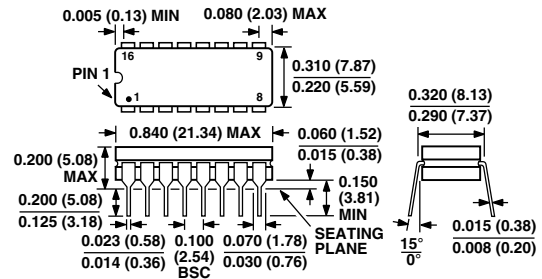 0.005 (0.13) MIN
0.080 (2.03) MAX
16
9
PIN 1
1
8
0.310 (7.87)
0.220 (5.59)
0.840 (21.34) MAX
0.320 (8.13)
0.290 (7.37)
0.200 (5.08)
MAX
0.060 (1.52)
0.015 (0.38)
0.200 (5.08)
0.125 (3.18)
0.150
(3.81)
MIN
SEATING
PLANE
0.023 (0.58)
0.014 (0.36)
0.100
(2.54)
BSC
0.070 (1.78)
0.030 (0.76)
15°
0°
0.015 (0.38)
0.008 (0.20)